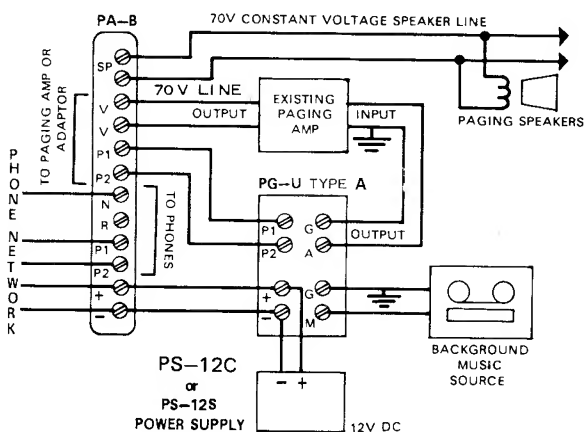 PA-B
70V CONSTANT VOLTAGE SPEAKER LINE
SP
V
V
P1
P2
N
R
P1
P2
+
-
TO PAGING AMP OR
ADAPTOR
TO PHONES
PHONE NETWORK
70V LINE
OUTPUT
EXISTING
PAGING
AMP
INPUT
PAGING SPEAKERS
PG-U TYPE A
P1
P2
+
-
G
A
G
M
OUTPUT
BACKGROUND
MUSIC
SOURCE
PS-12C
or
PS-12S
POWER SUPPLY
- +
12V DC